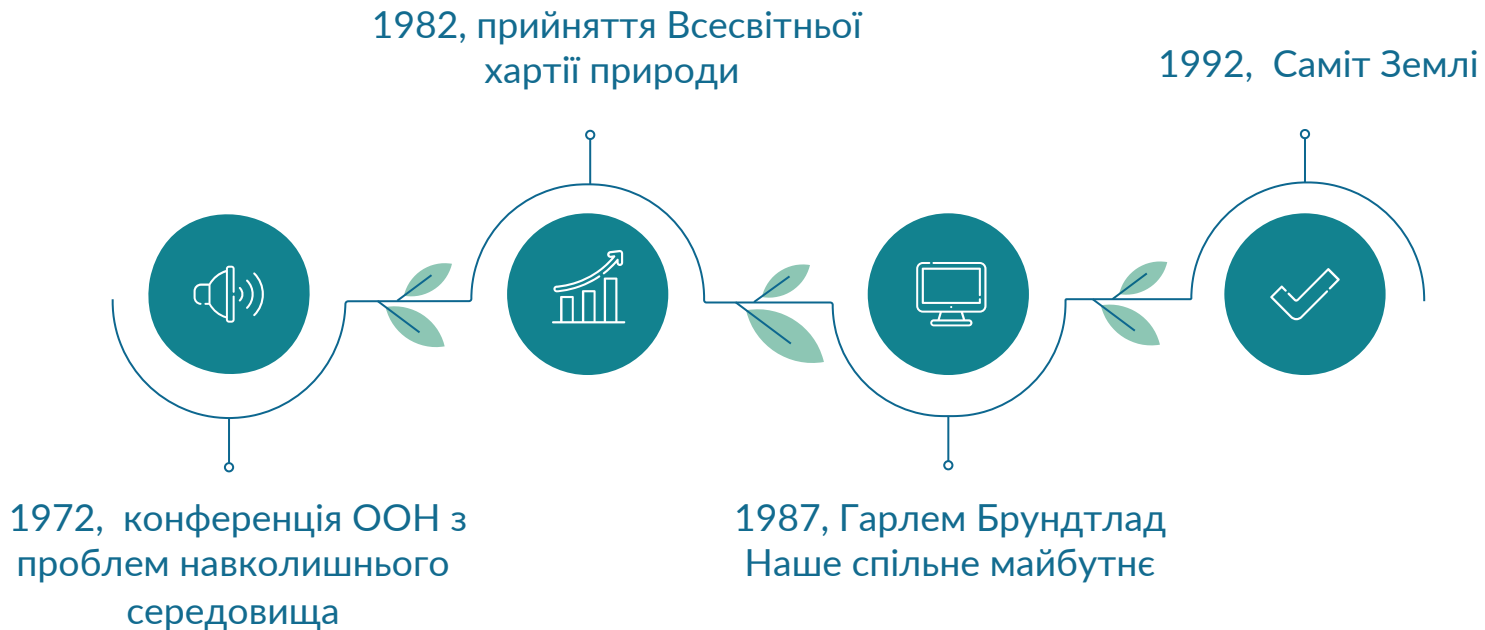 1982, прийняття Всесвітньої
хартії природи
1992, Саміт Землі
1972, конференція ООН з
проблем навколишнього
середовища
1987, Гарлем Брундтлад
Наше спільне майбутнє